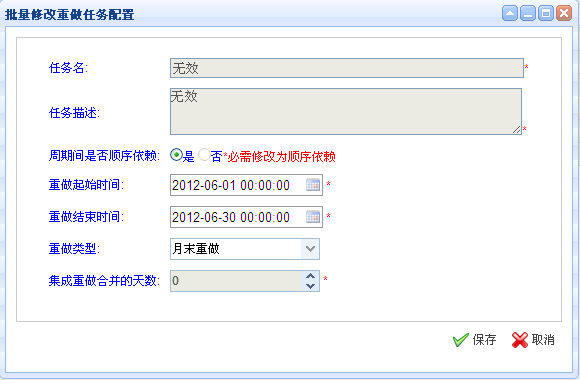 批量修改重做任务配置
任务名: 无效 *
任务描述: 无效 *
周期间是否顺序依赖: 是 否 *必需修改为顺序依赖
重做起始时间: 2012-06-01 00:00:00 *
重做结束时间: 2012-06-30 00:00:00 *
重做类型: 月末重做
集成重做合并的天数: 0 *
保存 取消